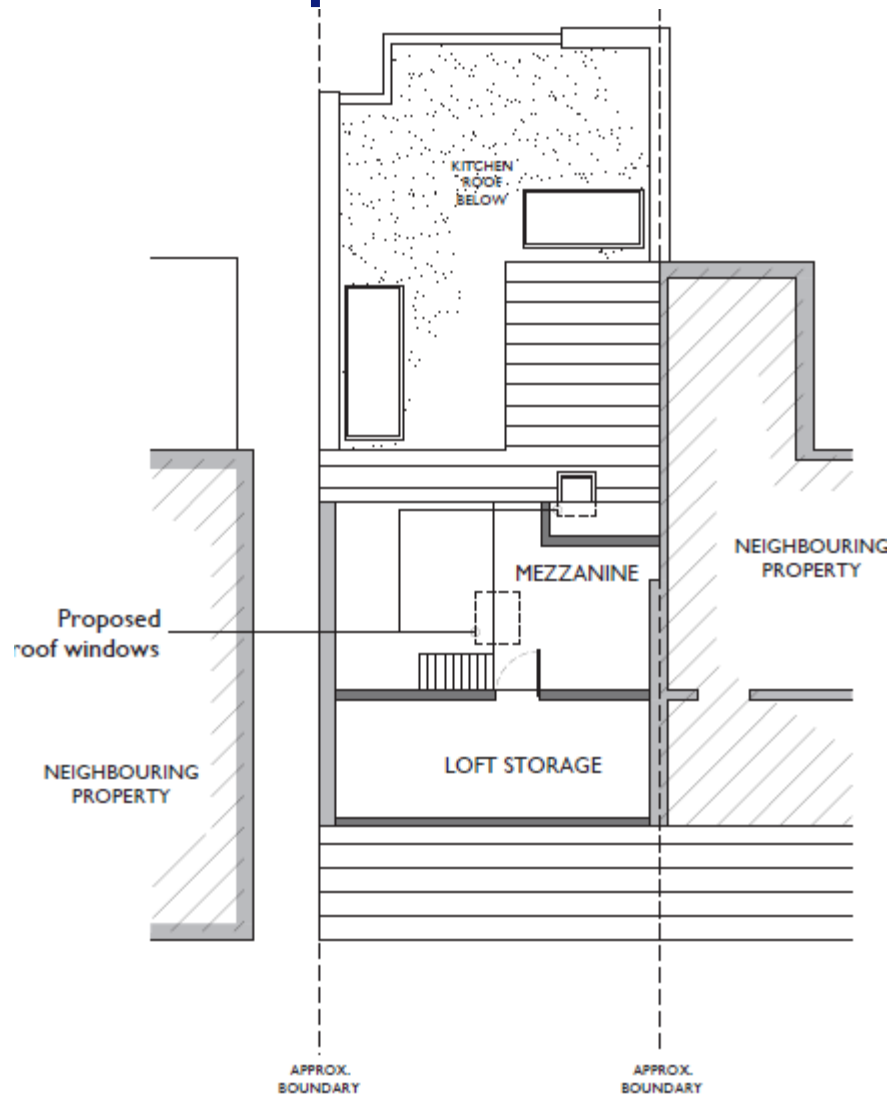 KITCHEN
ROOF
BELOW
NEIGHBOURING
PROPERTY
MEZZANINE
Proposed
roof windows
LOFT STORAGE
NEIGHBOURING
PROPERTY
APPROX.
BOUNDARY
APPROX.
BOUNDARY